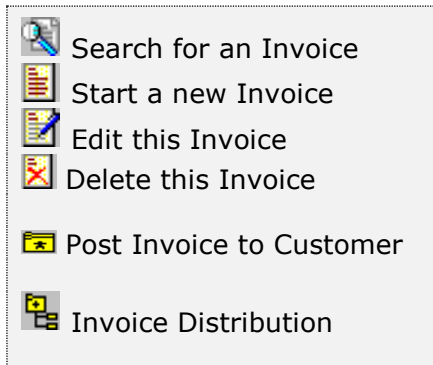 Search for an Invoice
Start a new Invoice
Edit this Invoice
Delete this Invoice
Post Invoice to Customer
Invoice Distribution